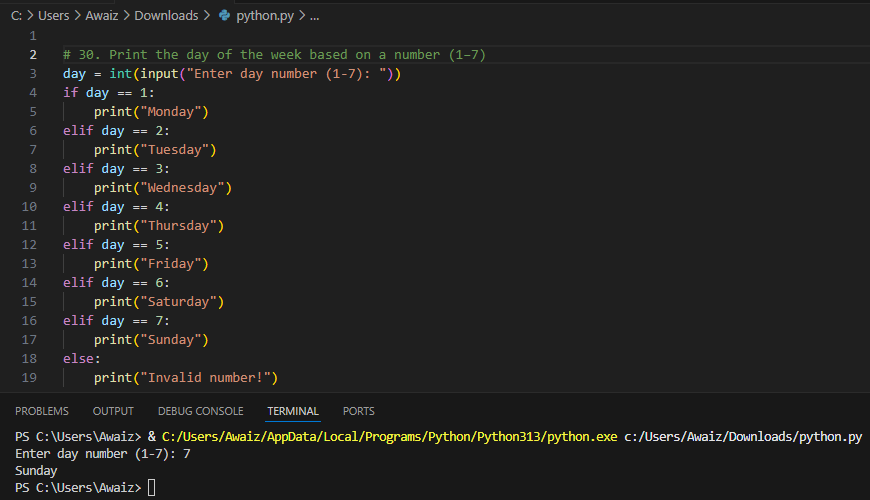 C: > Users > Awaiz > Downloads > python.py > ...
1
2 # 30. Print the day of the week based on a number (1–7)
3 day = int(input("Enter day number (1-7): "))
4 if day == 1:
5     print("Monday")
6 elif day == 2:
7     print("Tuesday")
8 elif day == 3:
9     print("Wednesday")
10 elif day == 4:
11     print("Thursday")
12 elif day == 5:
13     print("Friday")
14 elif day == 6:
15     print("Saturday")
16 elif day == 7:
17     print("Sunday")
18 else:
19     print("Invalid number!")
PROBLEMS OUTPUT DEBUG CONSOLE TERMINAL PORTS
PS C:\Users\Awaiz> & C:/Users/Awaiz/AppData/Local/Programs/Python/Python313/python.exe c:/Users/Awaiz/Downloads/python.py
Enter day number (1-7): 7
Sunday
PS C:\Users\Awaiz>